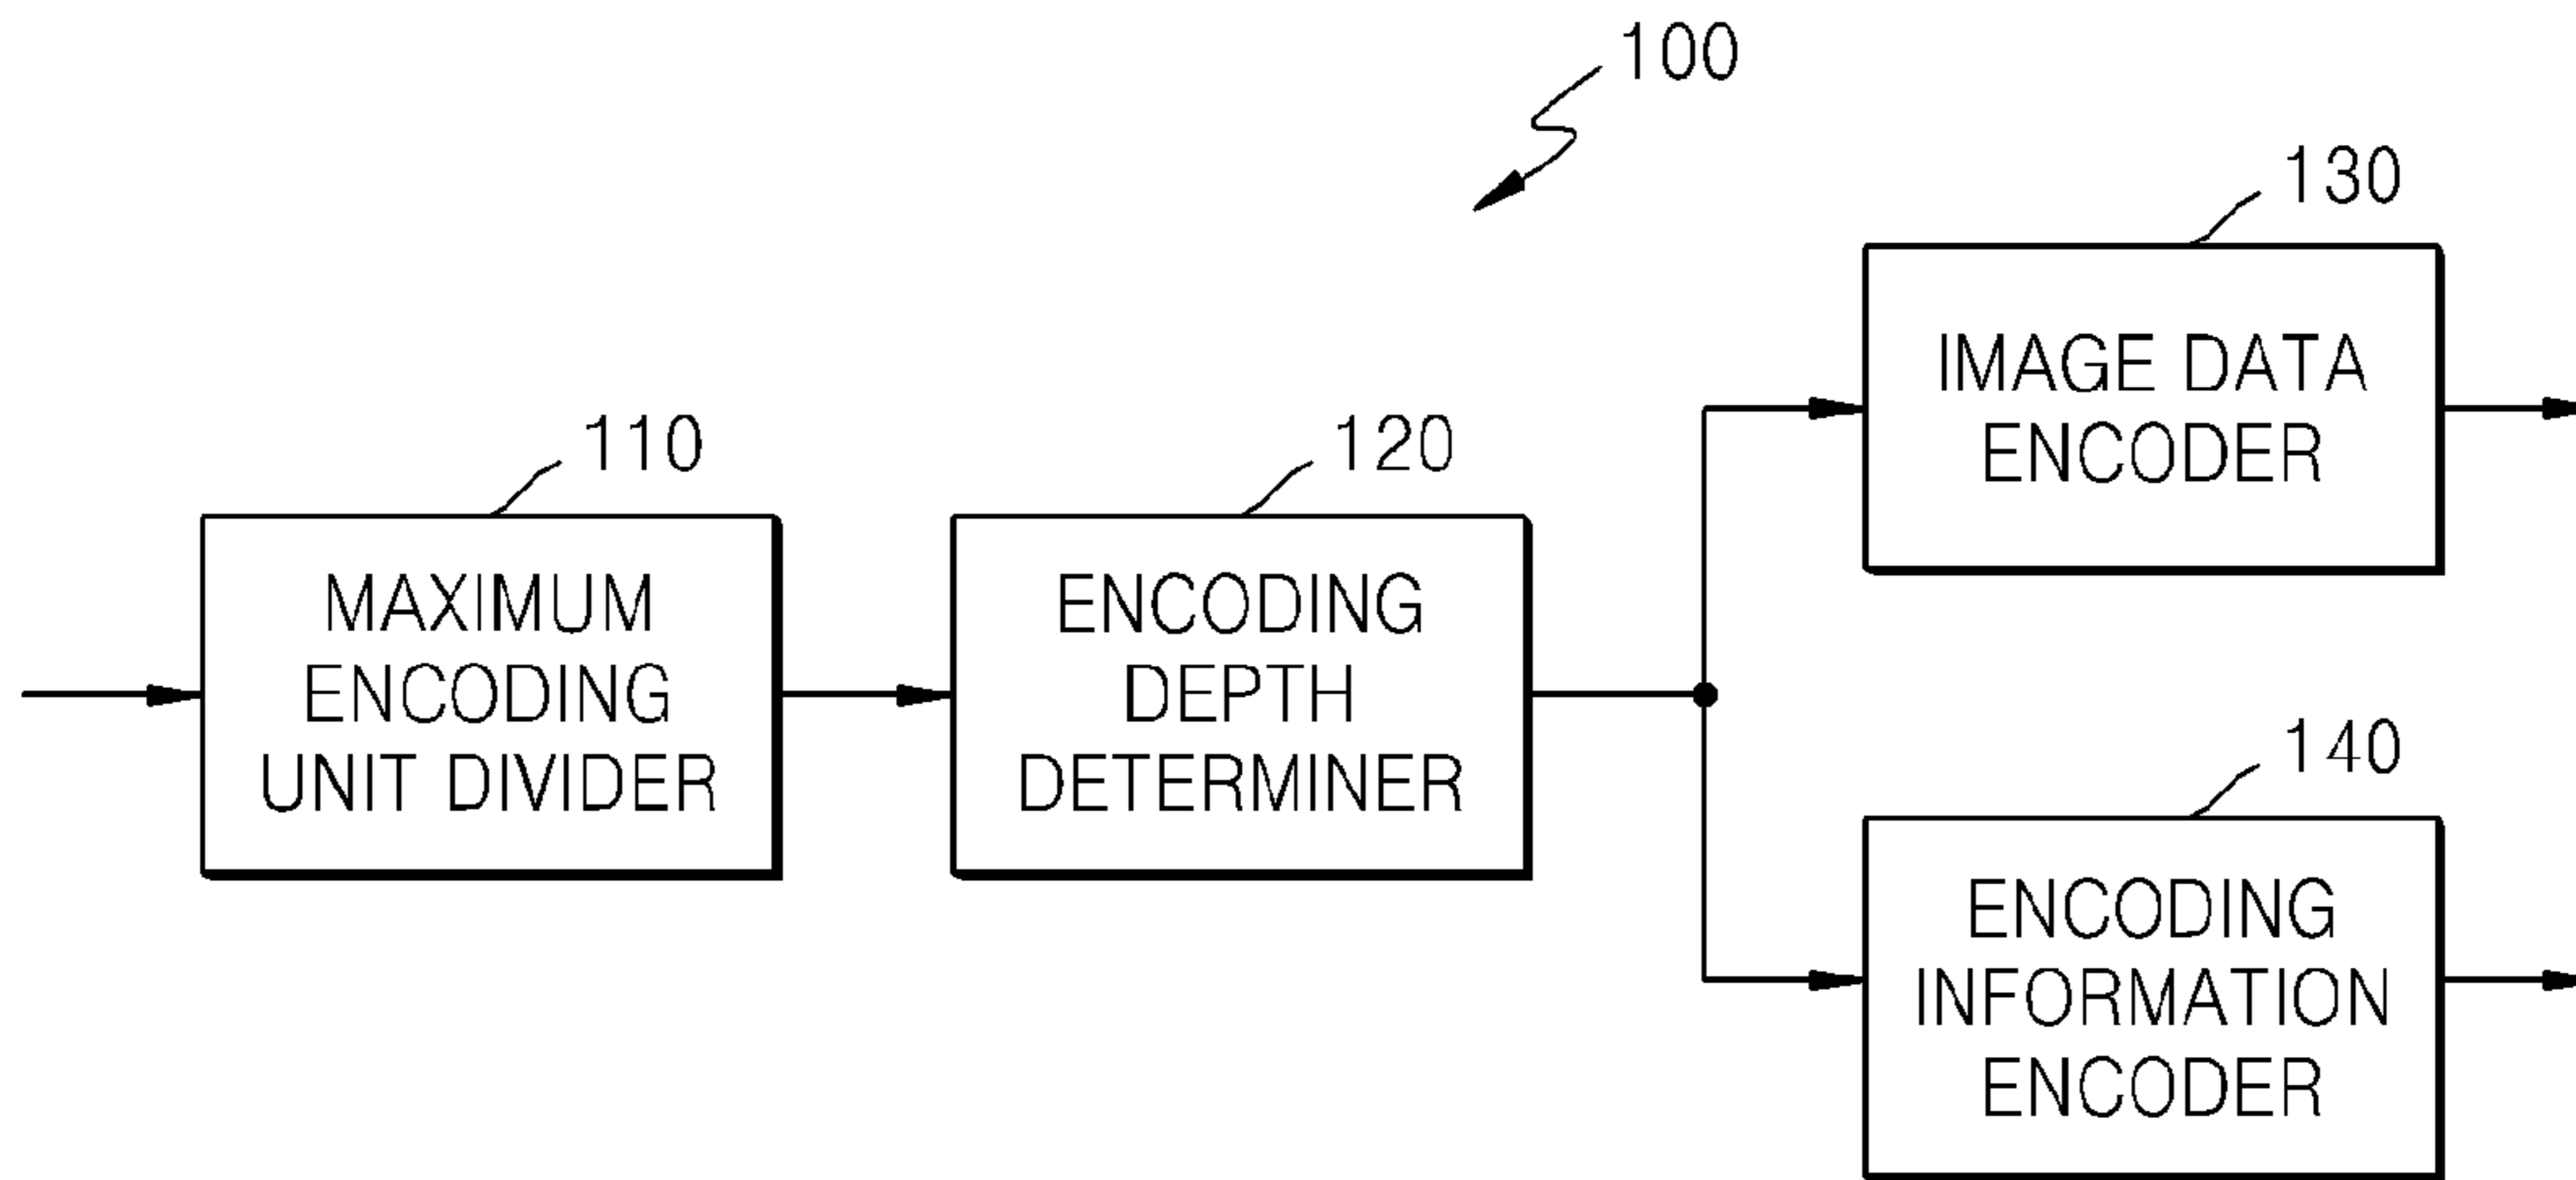 100
130
IMAGE DATA
ENCODER
110
MAXIMUM
ENCODING
UNIT DIVIDER
120
ENCODING
DEPTH
DETERMINER
140
ENCODING
INFORMATION
ENCODER